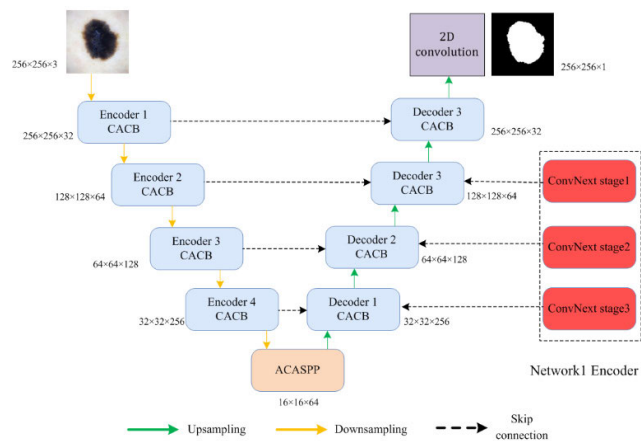 256×256×3
2D
convolution
256×256×1
Encoder 1
CACB
256×256×32
Decoder 3
CACB
256×256×32
Encoder 2
CACB
128×128×64
Decoder 3
CACB
128×128×64
ConvNext stage1
Encoder 3
CACB
64×64×128
Decoder 2
CACB
64×64×128
ConvNext stage2
Encoder 4
CACB
32×32×256
Decoder 1
CACB
32×32×256
ConvNext stage3
ACASPP
16×16×64
Network1 Encoder
Upsampling
Downsampling
Skip
connection